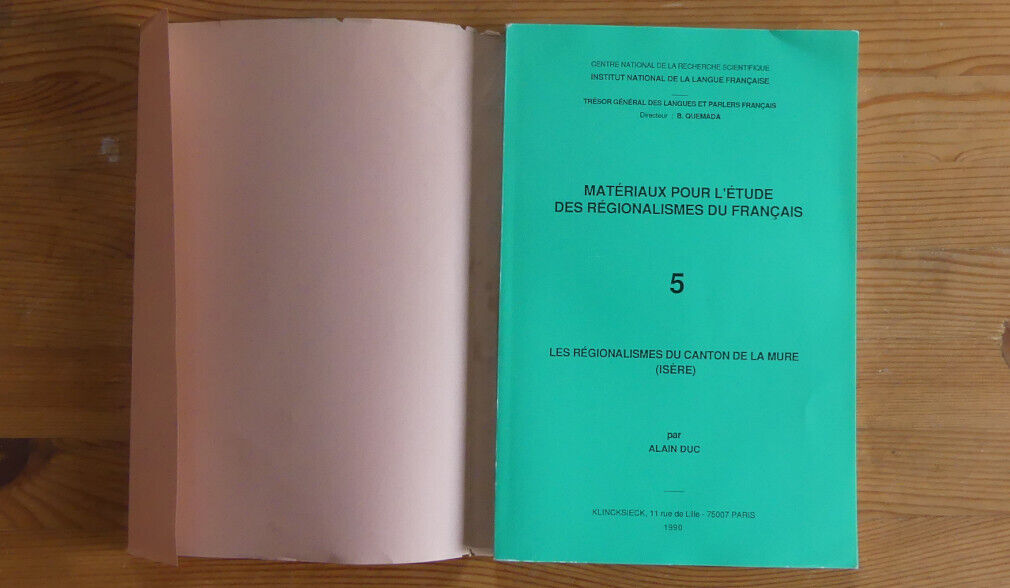 CENTRE NATIONAL DE LA RECHERCHE SCIENTIFIQUE
INSTITUT NATIONAL DE LA LANGUE FRANÇAISE
TRÉSOR GÉNÉRAL DES LANGUES ET PARLERS FRANÇAIS
Directeur : B. QUEMADA
MATÉRIAUX POUR L'ÉTUDE
DES RÉGIONALISMES DU FRANÇAIS
5
LES RÉGIONALISMES DU CANTON DE LA MURE
(ISÈRE)
par
ALAIN DUC
KLINCKSIECK, 11 rue de Lille - 75007 PARIS
1990